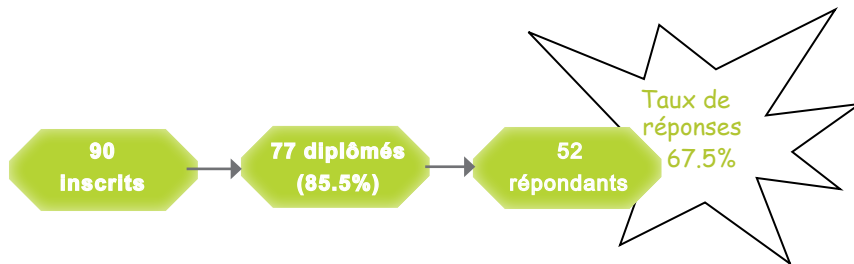 90
inscrits
77 diplômés
(85.5%)
52
répondants
Taux de
réponses
67.5%